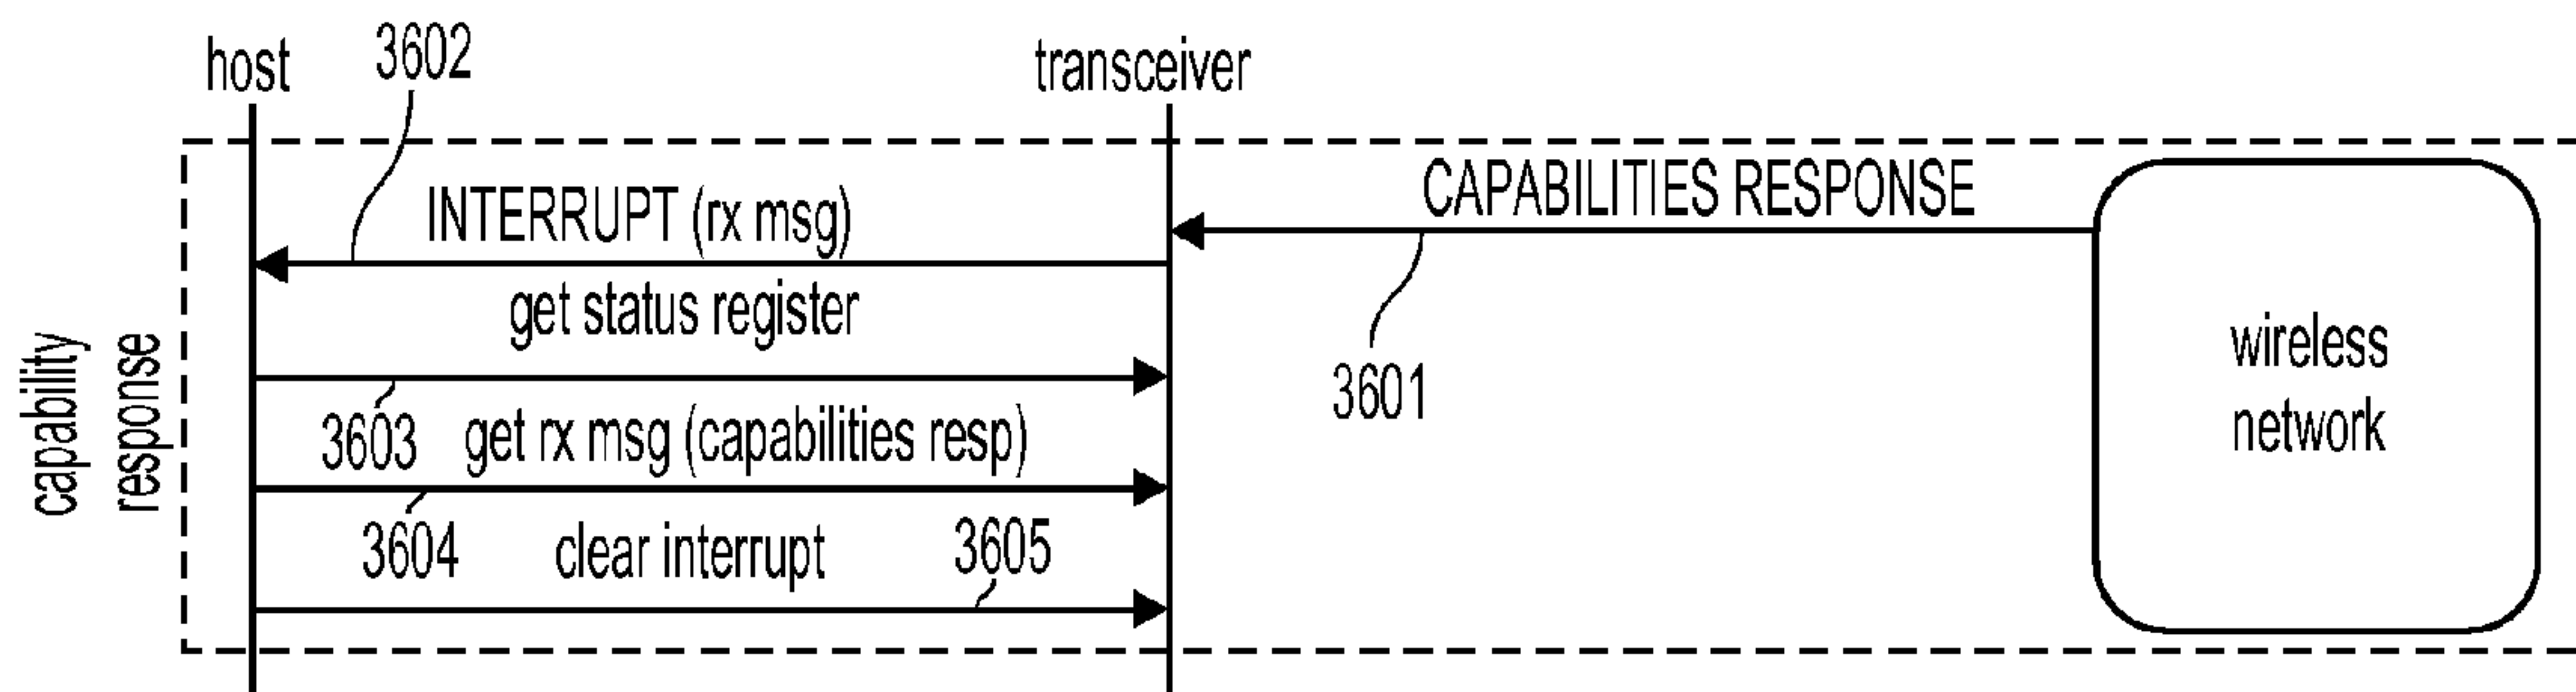 host
3602
transceiver
CAPABILITIES RESPONSE
INTERRUPT (rx msg)
get status register
3601
wireless
network
capability
response
3603
get rx msg (capabilities resp)
3604
clear interrupt
3605